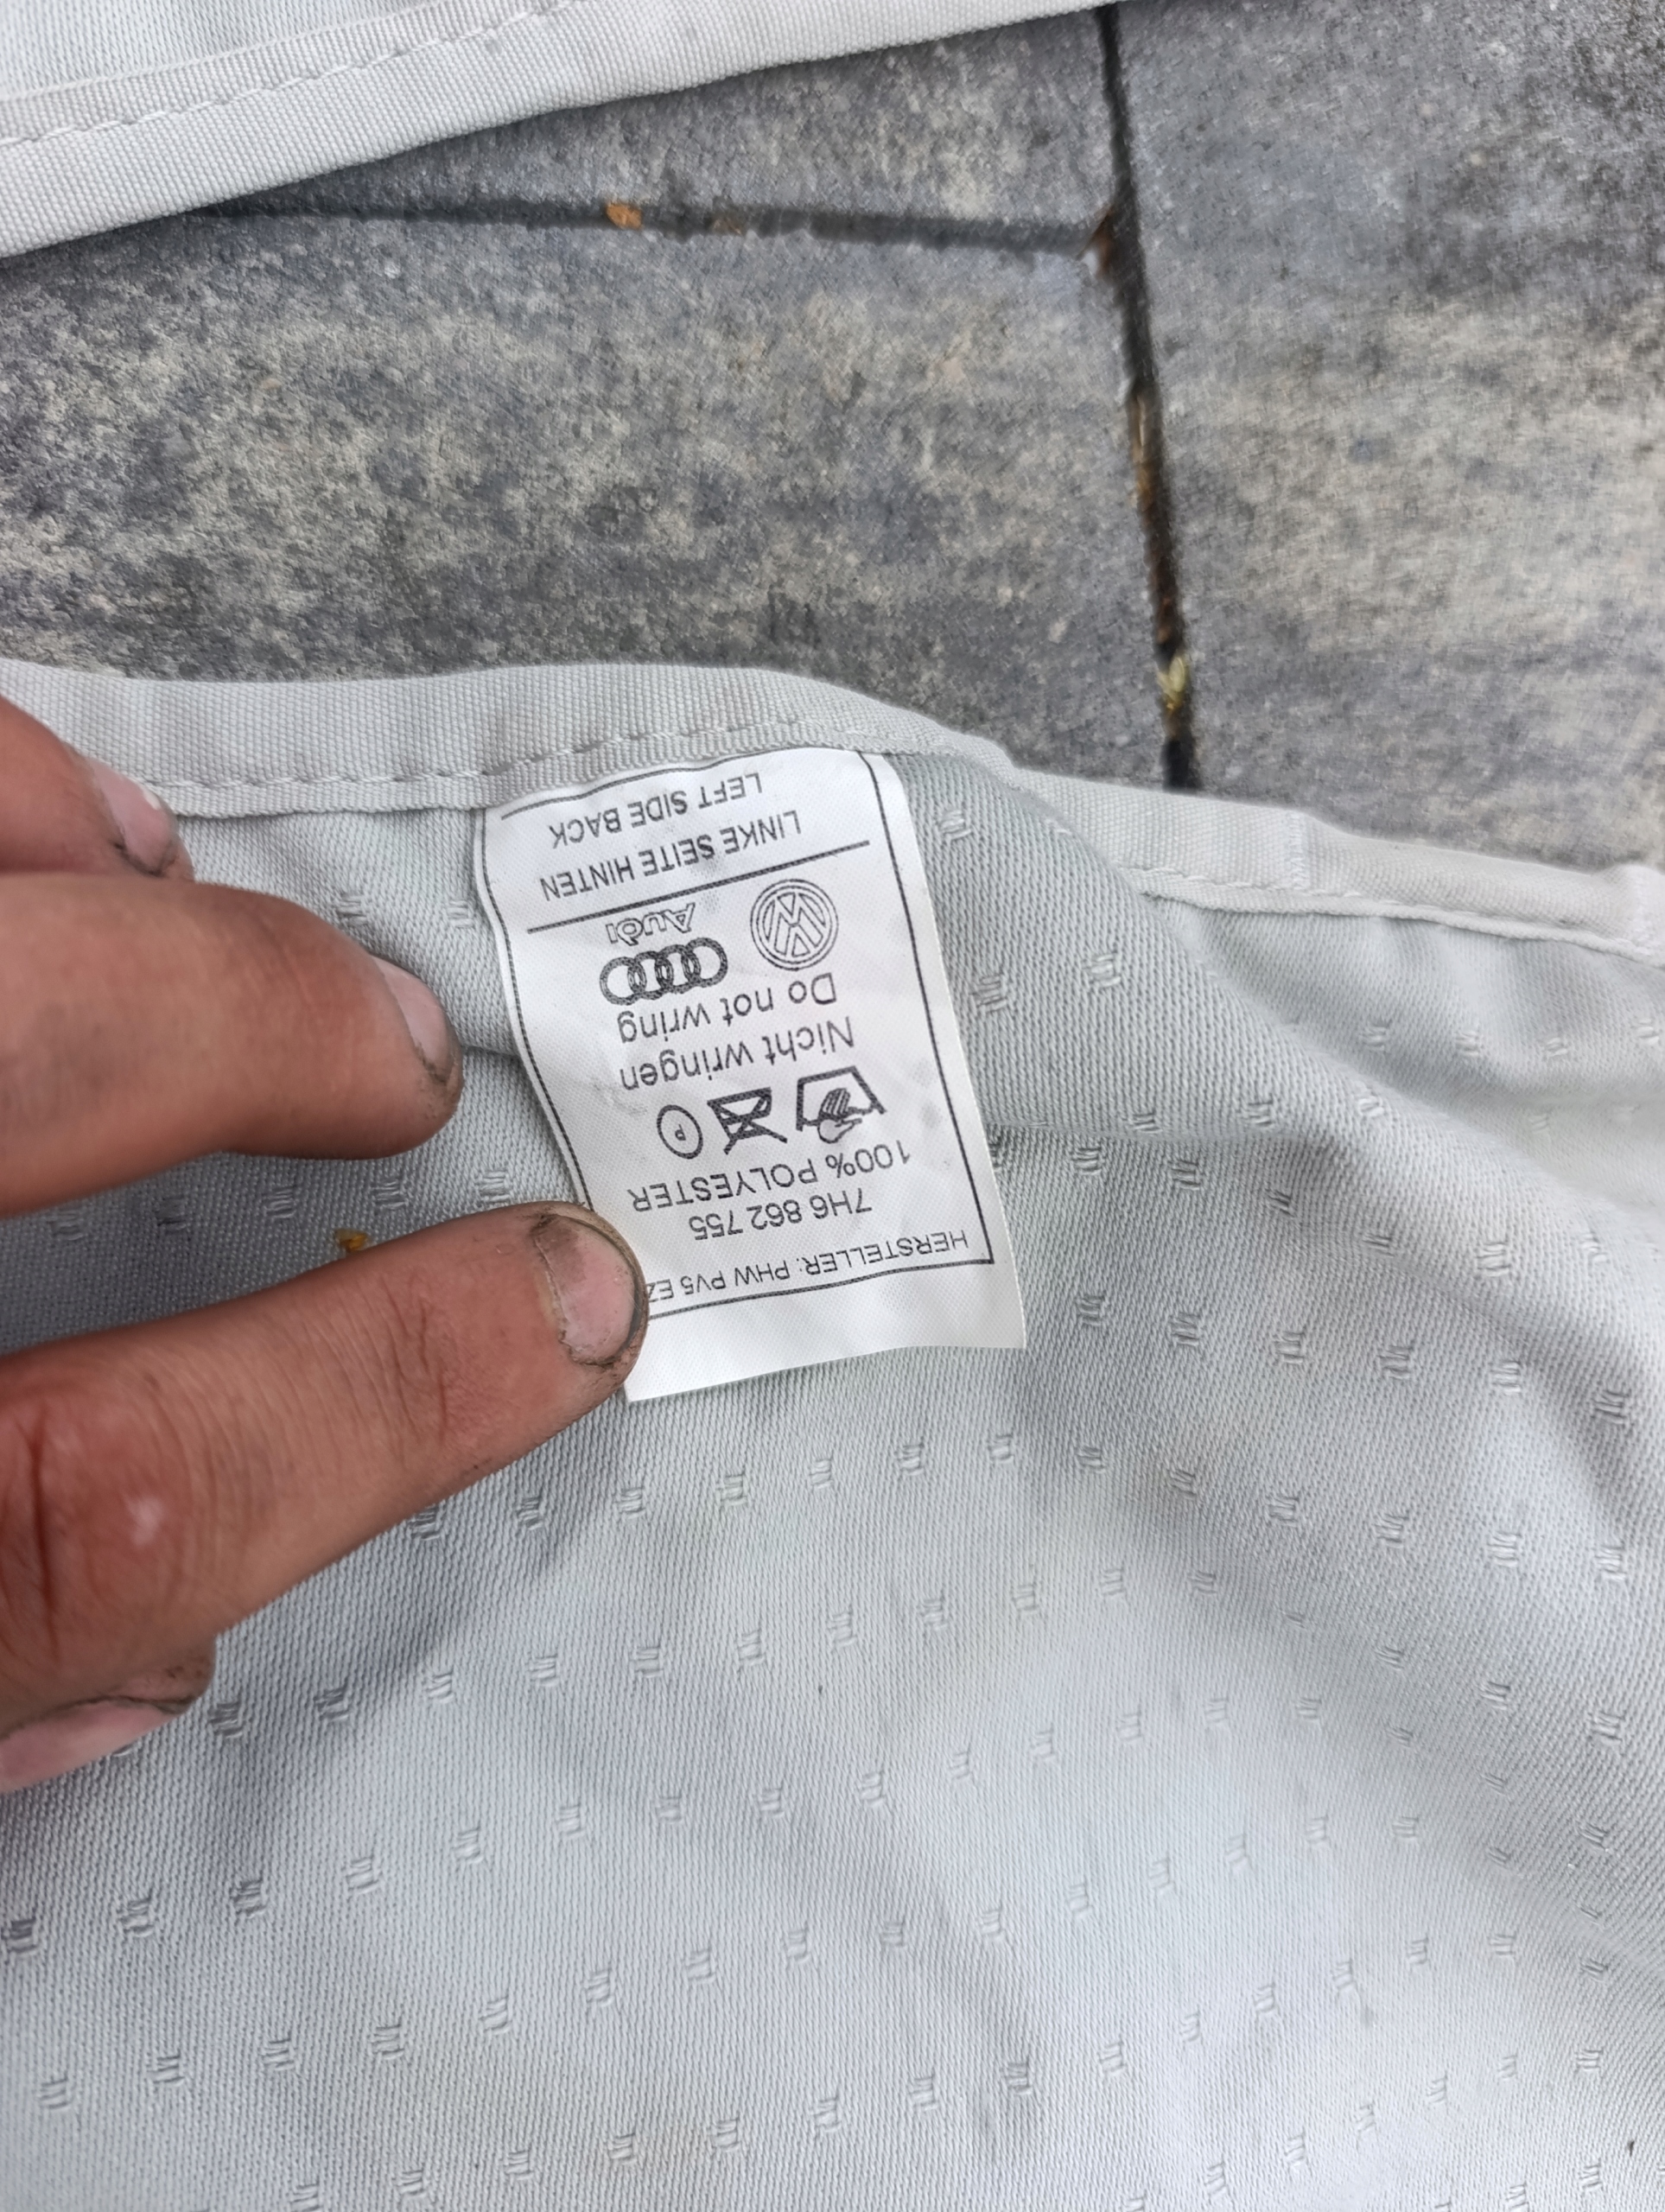 HERSTELLER: PHW PV5
7H6 862 755
100% POLYESTER
P
Nicht wringen
Do not wring
Audi
LINKE SEITE HINTEN
LEFT SIDE BACK